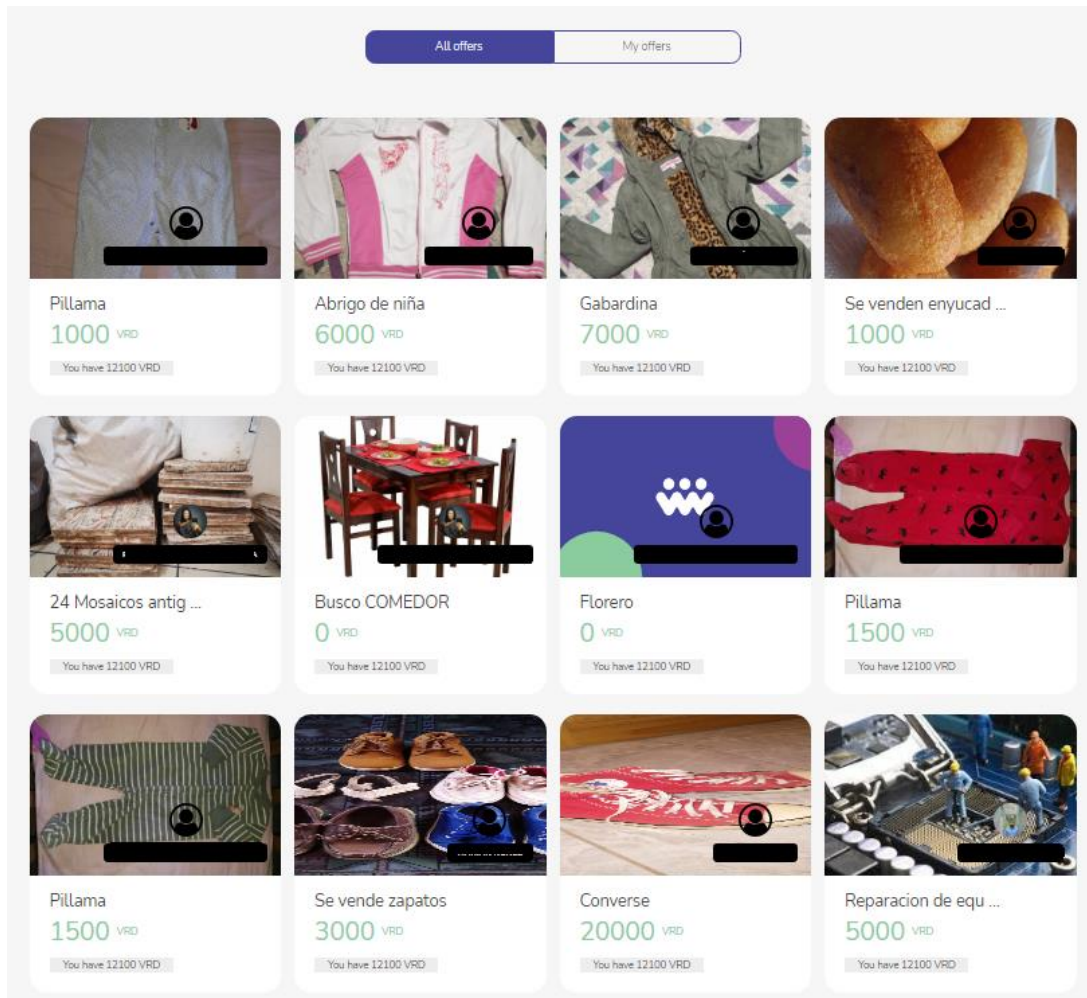 All offers
My offers
Pillama
1000 VRD
You have 12100 VRD
Abrigo de niña
6000 VRD
You have 12100 VRD
Gabardina
7000 VRD
You have 12100 VRD
Se venden enyucad ...
1000 VRD
You have 12100 VRD
24 Mosaicos antig ...
5000 VRD
You have 12100 VRD
Busco COMEDOR
0 VRD
You have 12100 VRD
Florero
0 VRD
You have 12100 VRD
Pillama
1500 VRD
You have 12100 VRD
Pillama
1500 VRD
You have 12100 VRD
Se vende zapatos
3000 VRD
You have 12100 VRD
Converse
20000 VRD
You have 12100 VRD
Reparacion de equ ...
5000 VRD
You have 12100 VRD